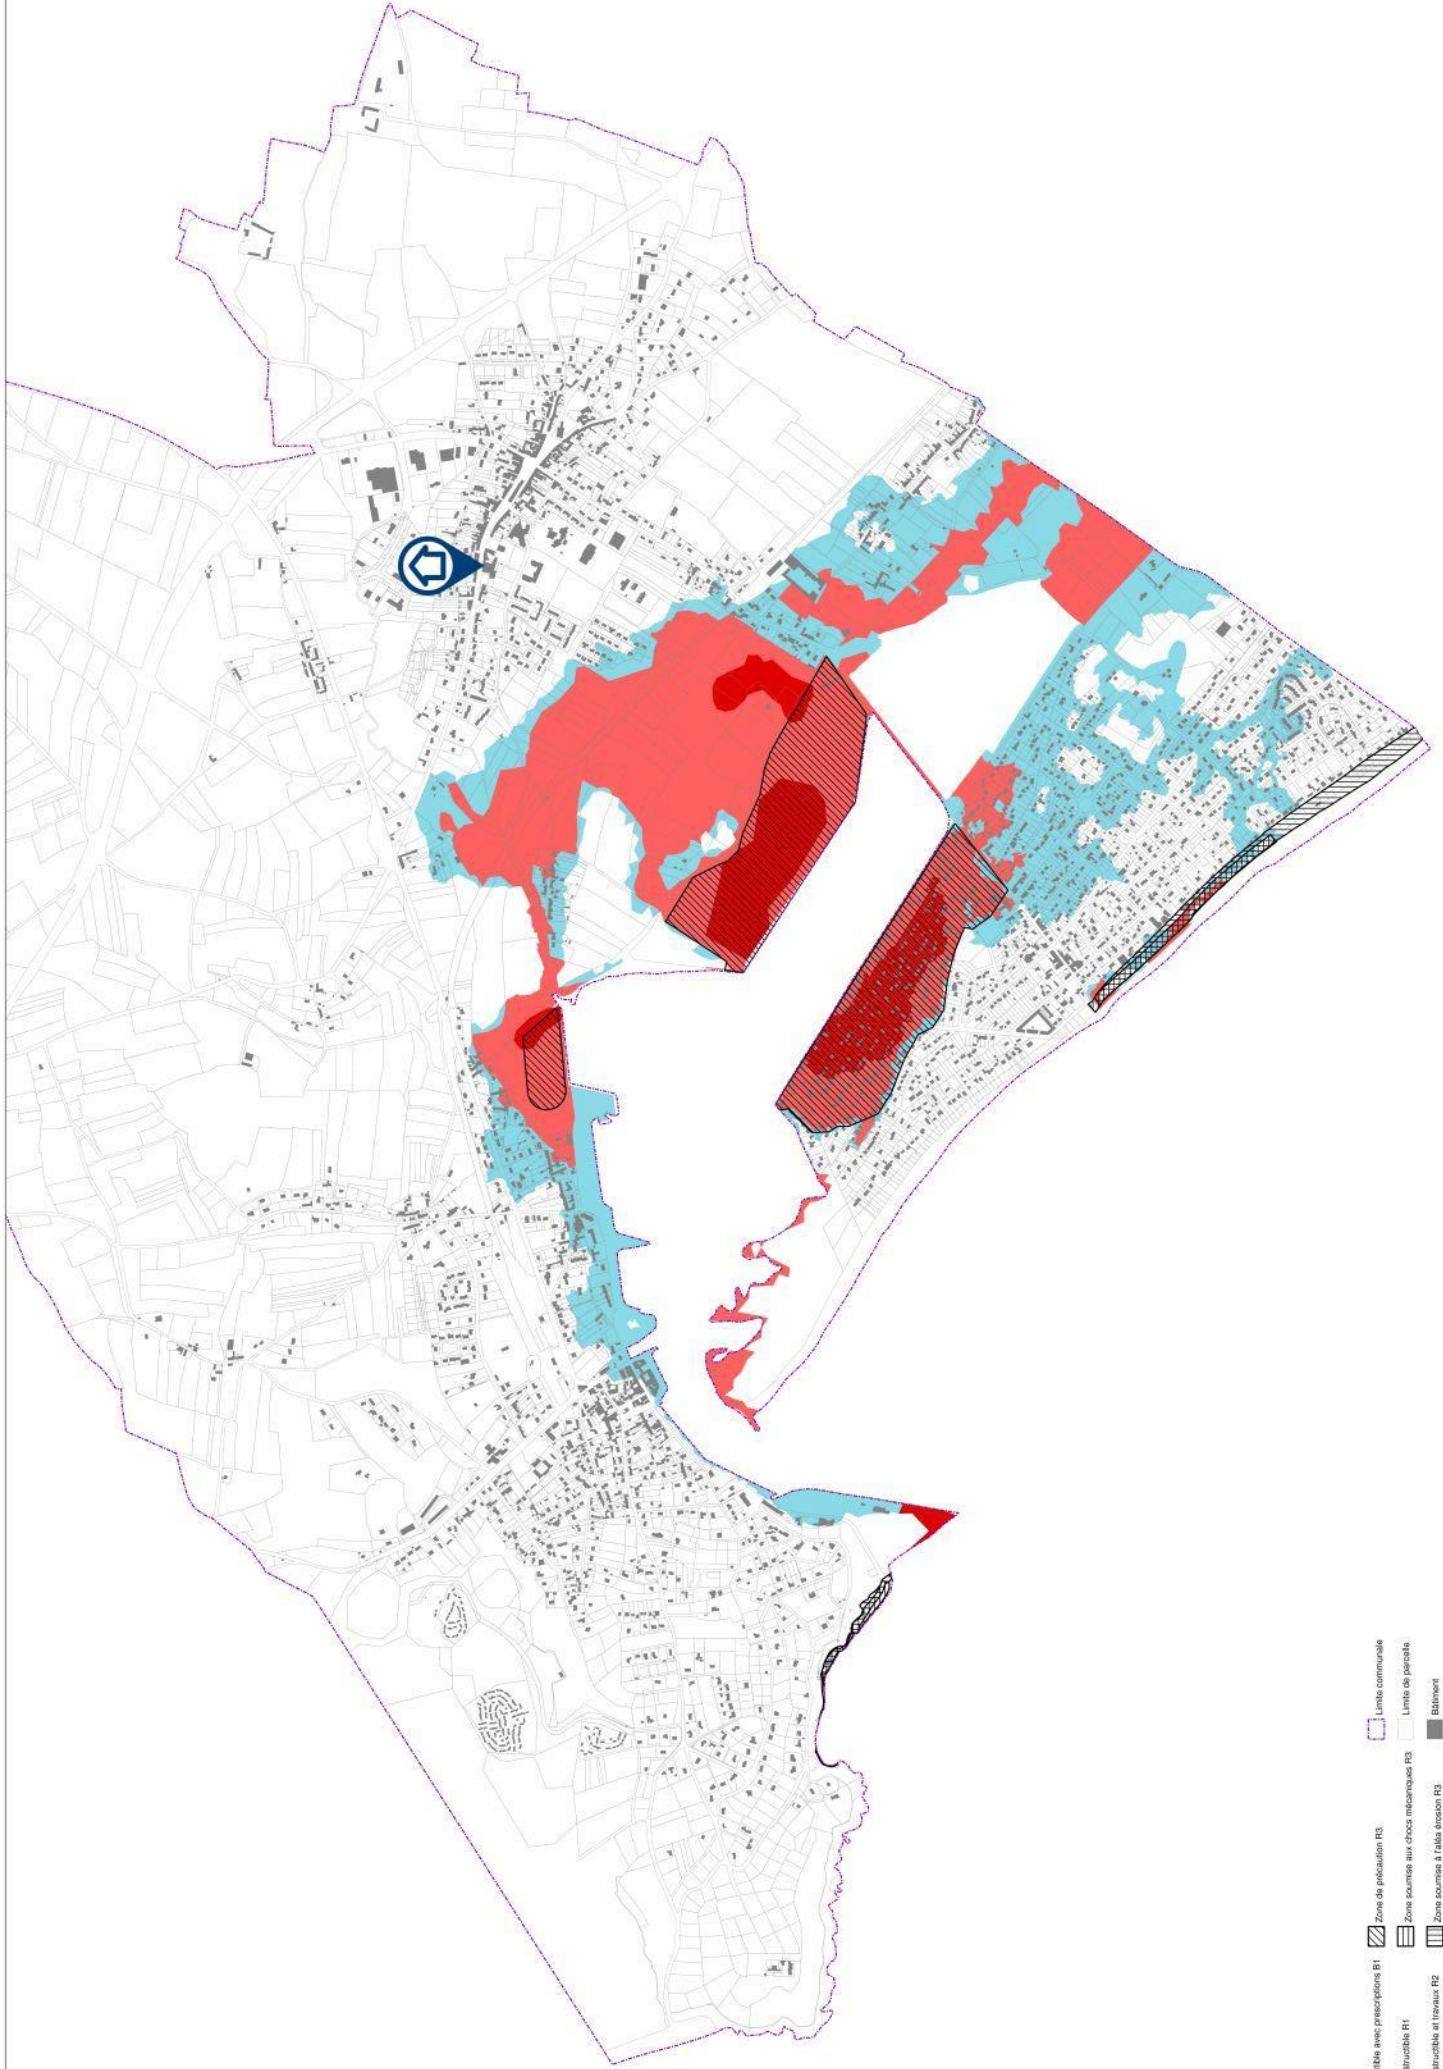 tible avec prescriptions B1
structible R1
structible et travaux R2
Zone de précaution R3
Zone soumise aux chocs mécaniques R3
Zone soumise à l'aléa érosion R3
Limite communale
Limite de parcelle
Bâtiment